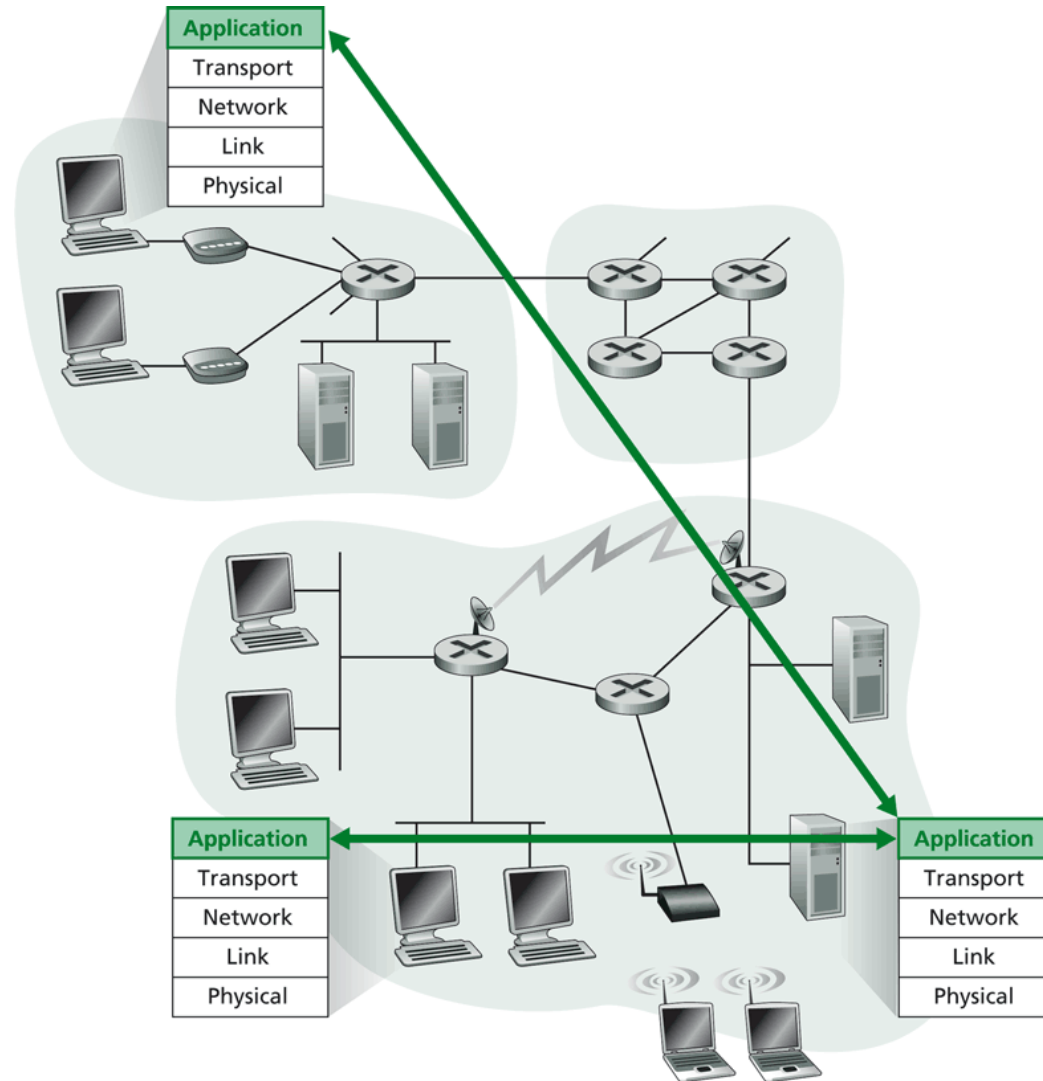 Application
Transport
Network
Link
Physical
Application
Transport
Network
Link
Physical
Application
Transport
Network
Link
Physical